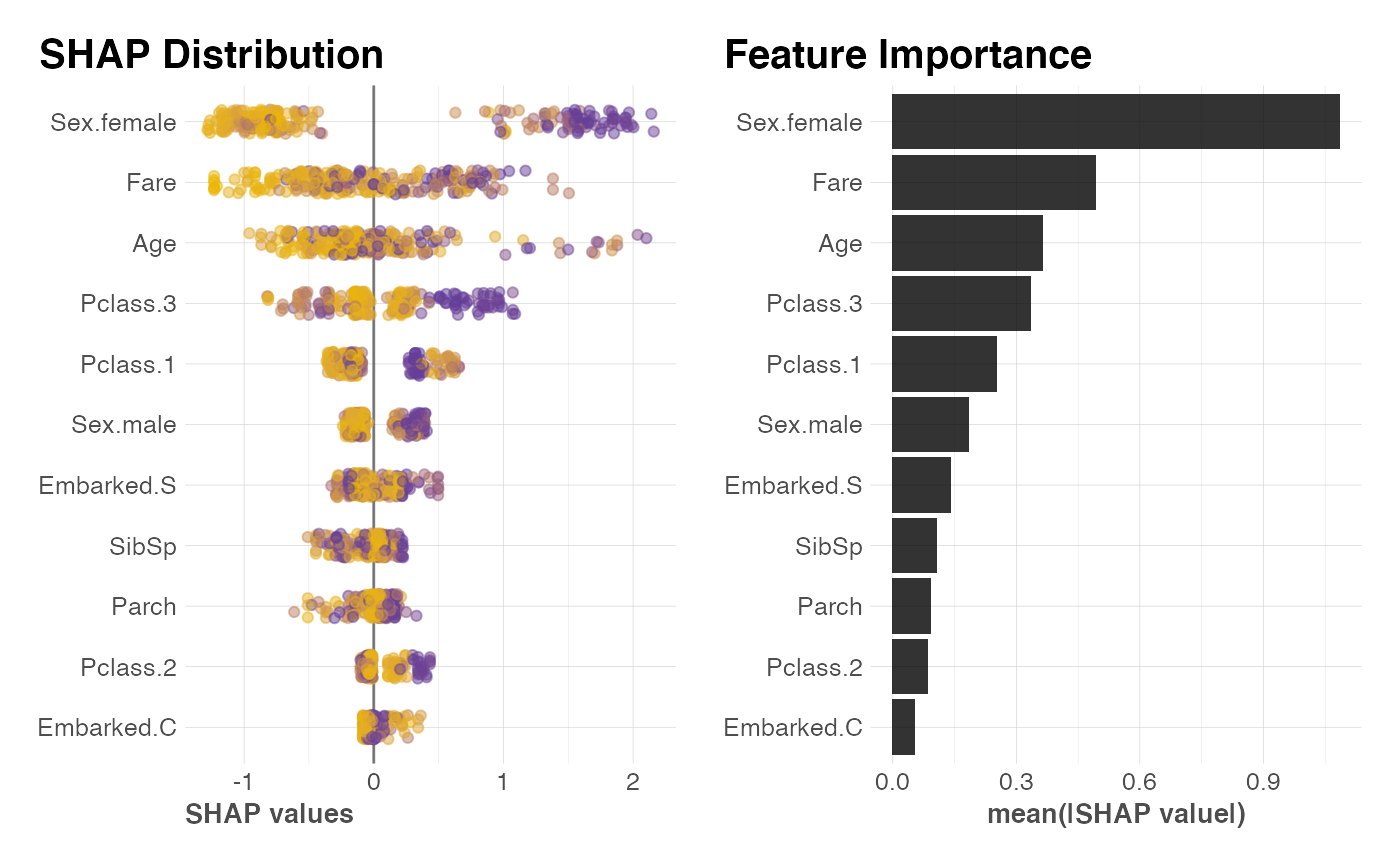 SHAP Distribution
Sex.female
Fare
Age
Pclass.3
Pclass.1
Sex.male
Embarked.S
SibSp
Parch
Pclass.2
Embarked.C
-1 0 1 2
SHAP values
Feature Importance
Sex.female
Fare
Age
Pclass.3
Pclass.1
Sex.male
Embarked.S
SibSp
Parch
Pclass.2
Embarked.C
0.0 0.3 0.6 0.9
mean(|SHAP value|)